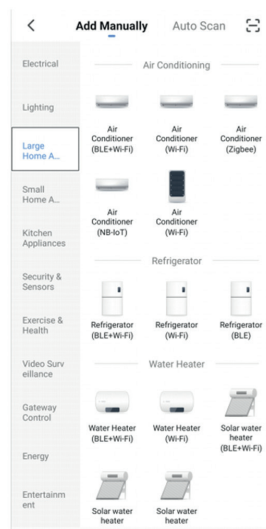 Add Manually
Auto Scan
Electrical
Lighting
Large
Home A...
Small
Home A...
Kitchen
Appliances
Security &
Sensors
Exercise &
Health
Video Surv
eillance
Gateway
Control
Energy
Entertainm
ent
Air Conditioning
Air
Conditioner
(BLE+Wi-Fi)
Air
Conditioner
(Wi-Fi)
Air
Conditioner
(Zigbee)
Air
Conditioner
(NB-IoT)
Air
Conditioner
(Wi-Fi)
Refrigerator
Refrigerator
(BLE+Wi-Fi)
Refrigerator
(Wi-Fi)
Refrigerator
(BLE)
Water Heater
Water Heater
(BLE+Wi-Fi)
Water Heater
(Wi-Fi)
Solar water
heater
(BLE+Wi-Fi)
Solar water
heater
Solar water
heater